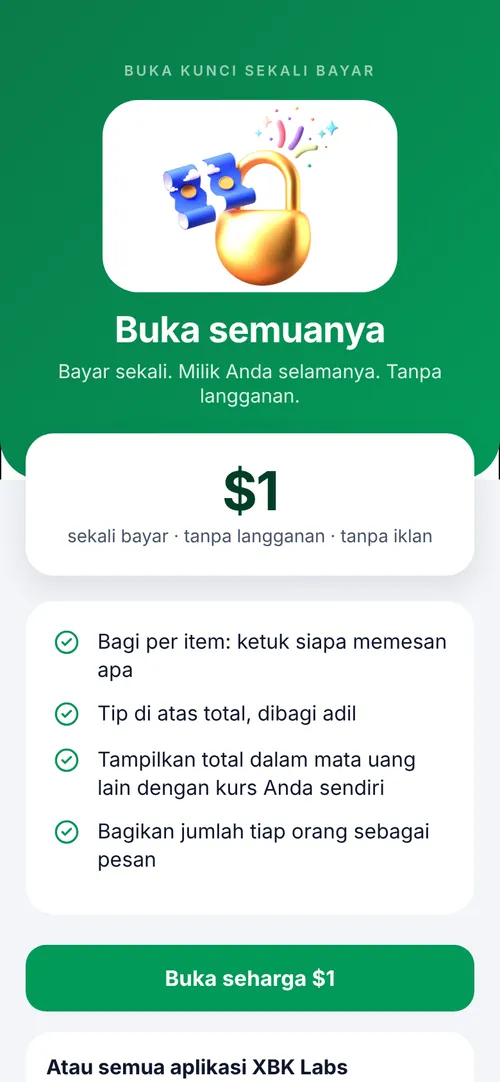 BUKA KUNCI SEKALI BAYAR
Buka semuanya
Bayar sekali. Milik Anda selamanya. Tanpa
langganan.
$1
sekali bayar · tanpa langganan · tanpa iklan
Bagi per item: ketuk siapa memesan
apa
Tip di atas total, dibagi adil
Tampilkan total dalam mata uang
lain dengan kurs Anda sendiri
Bagikan jumlah tiap orang sebagai
pesan
Buka seharga $1
Atau semua aplikasi XBK Labs